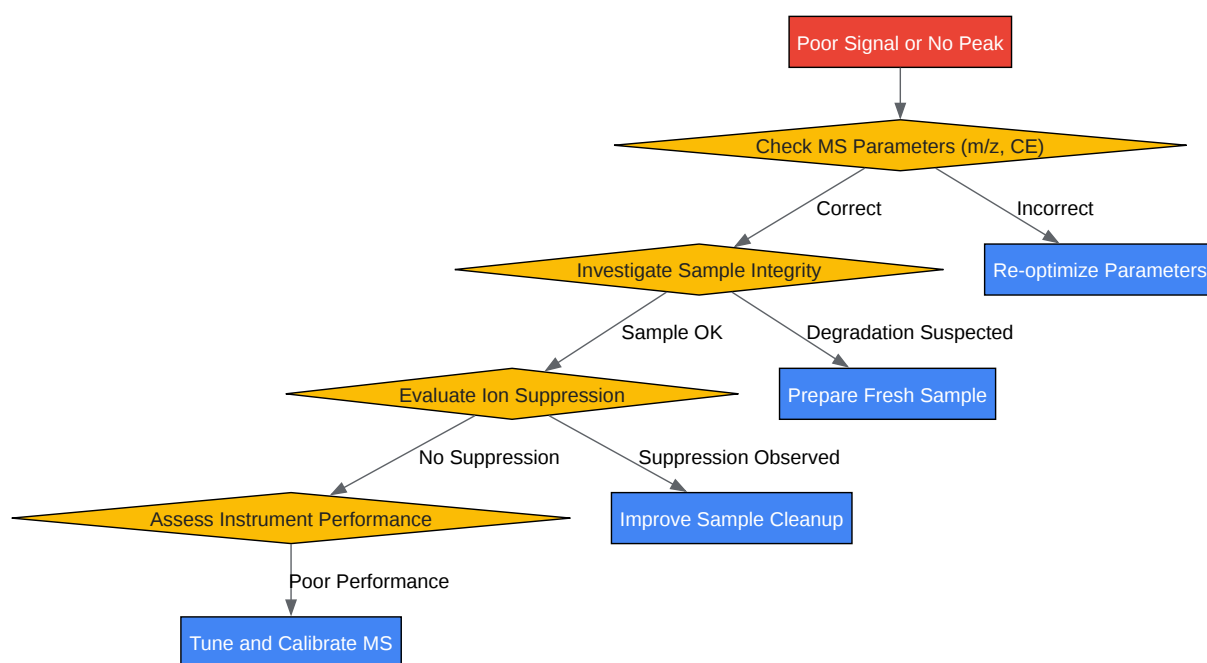 Poor Signal or No Peak
Check MS Parameters (m/z, CE)
Correct
Incorrect
Investigate Sample Integrity
Re-optimize Parameters
Sample OK
Degradation Suspected
Evaluate Ion Suppression
Prepare Fresh Sample
No Suppression
Suppression Observed
Assess Instrument Performance
Improve Sample Cleanup
Poor Performance
Tune and Calibrate MS